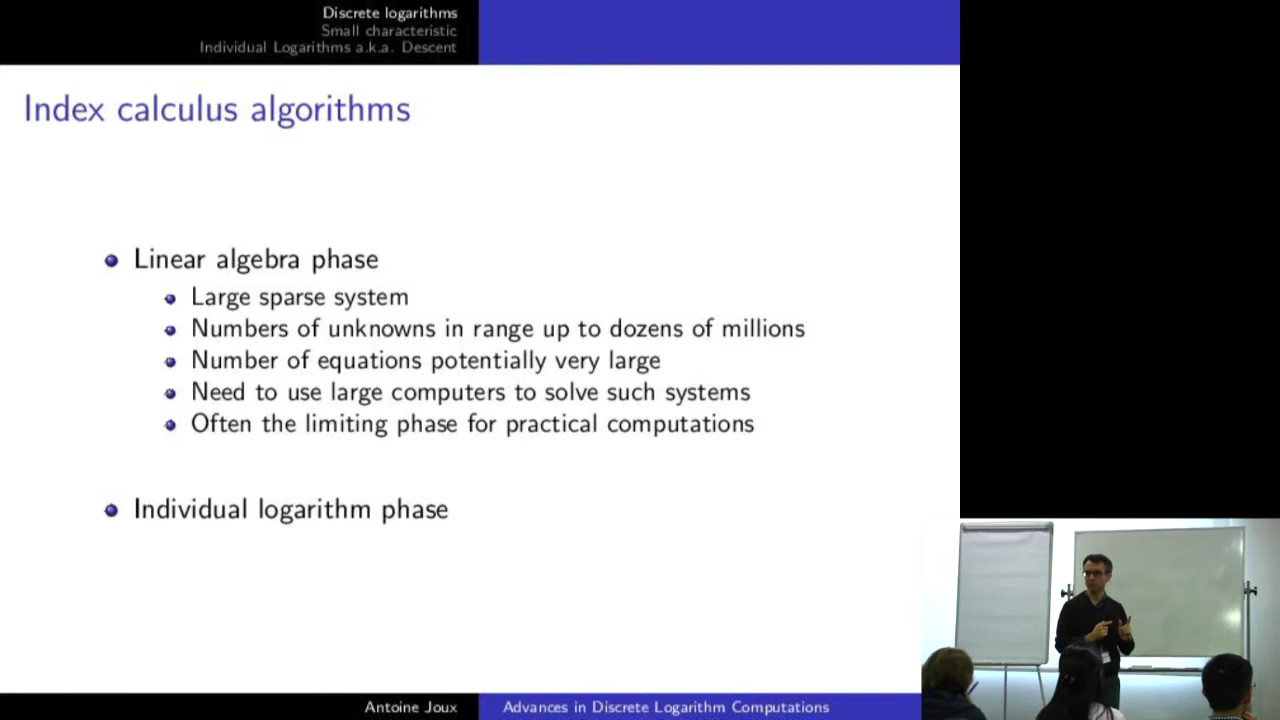 Discrete logarithms
Small characteristic
Individual Logarithms a.k.a. Descent
Index calculus algorithms
Linear algebra phase
Large sparse system
Numbers of unknowns in range up to dozens of millions
Number of equations potentially very large
Need to use large computers to solve such systems
Often the limiting phase for practical computations
Individual logarithm phase
Antoine Joux
Advances in Discrete Logarithm Computations